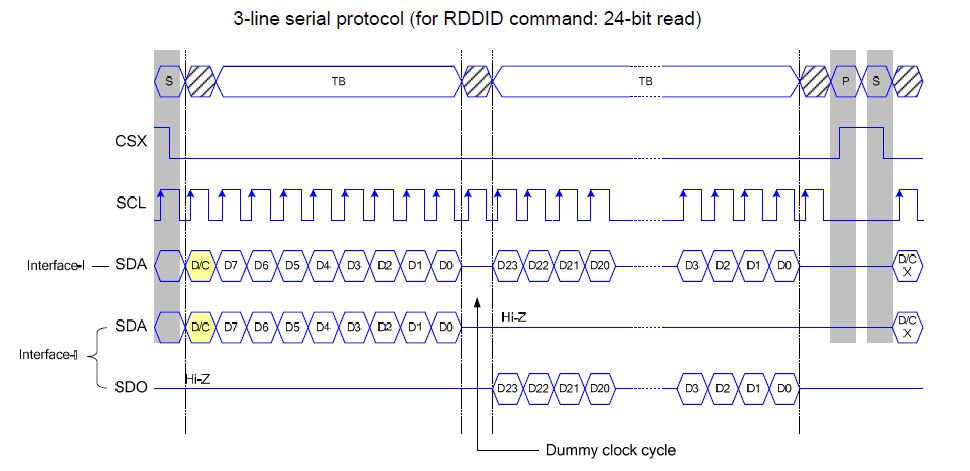 3-line serial protocol (for RDDID command: 24-bit read)
S TB TB P S
CSX
SCL
Interface-I SDA D/C D7 D6 D5 D4 D3 D2 D1 D0 D23 D22 D21 D20 D3 D2 D1 D0 D/C X
Hi-Z
SDA D/C D7 D6 D5 D4 D3 D2 D1 D0 D/C X
Interface-II
Hi-Z
SDO D23 D22 D21 D20 D3 D2 D1 D0
Dummy clock cycle